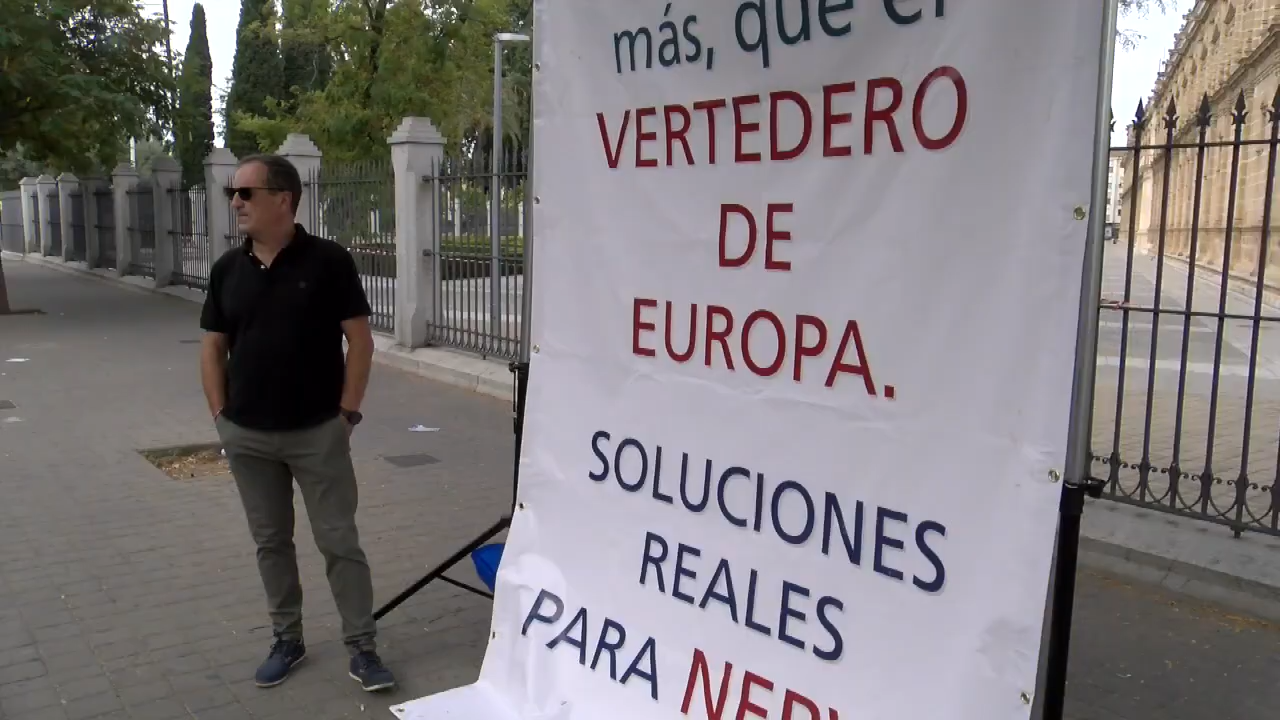 más, que el
VERTEDERO
DE
EUROPA.
SOLUCIONES
REALES
PARA